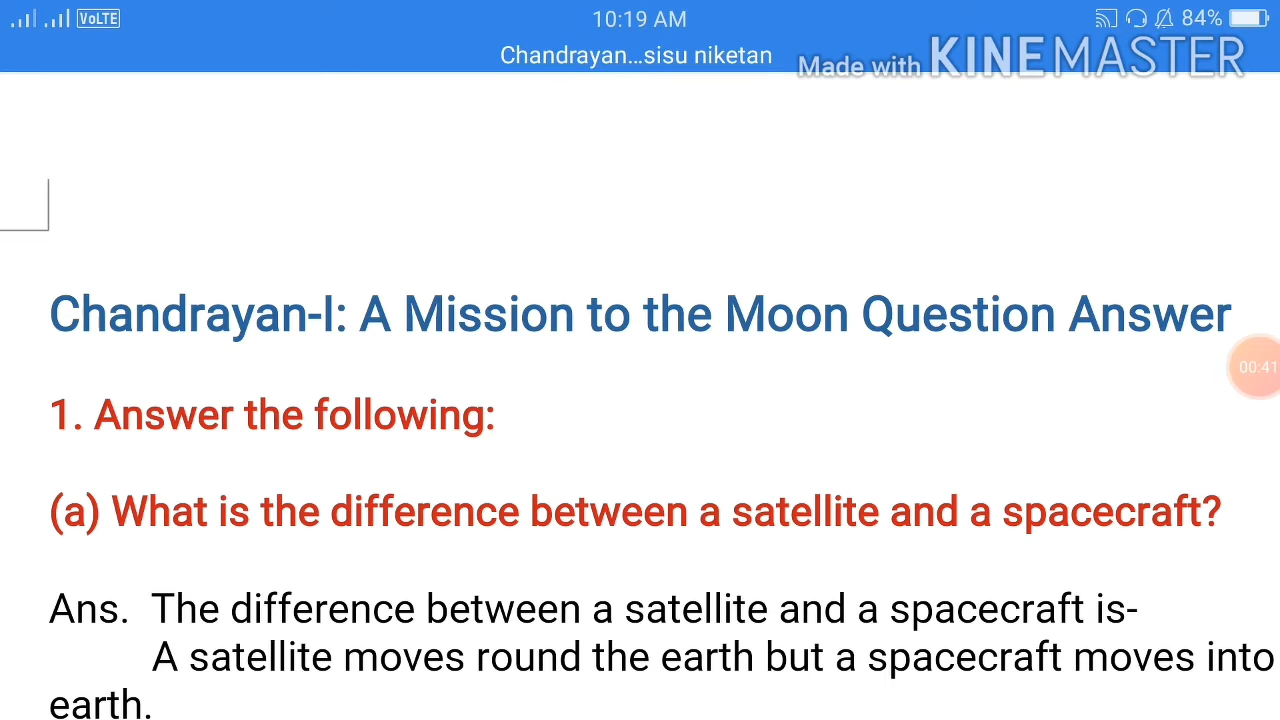 VoLTE 10:19 AM 84%
Chandrayan...sisu niketan
Made with KINEMASTER
Chandrayan-I: A Mission to the Moon Question Answer
00:41
1. Answer the following:
(a) What is the difference between a satellite and a spacecraft?
Ans. The difference between a satellite and a spacecraft is-
A satellite moves round the earth but a spacecraft moves into
earth.